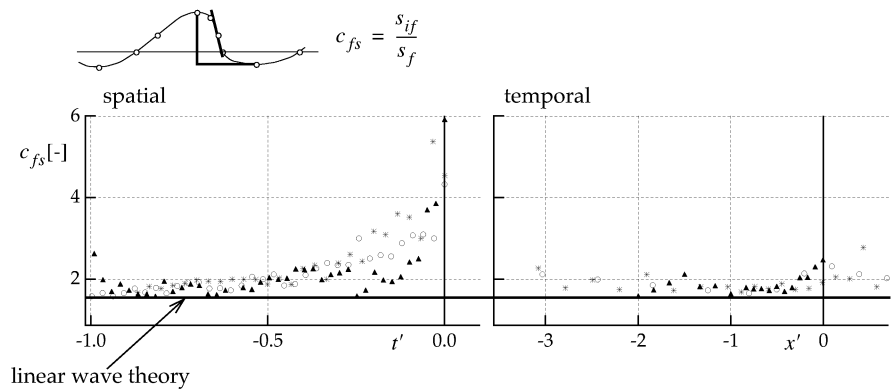 c_fs = s_if / s_f
spatial
temporal
6
c_fs[-]
4
2
-1.0
-0.5
t′
0.0
-3
-2
-1
x′
0
linear wave theory